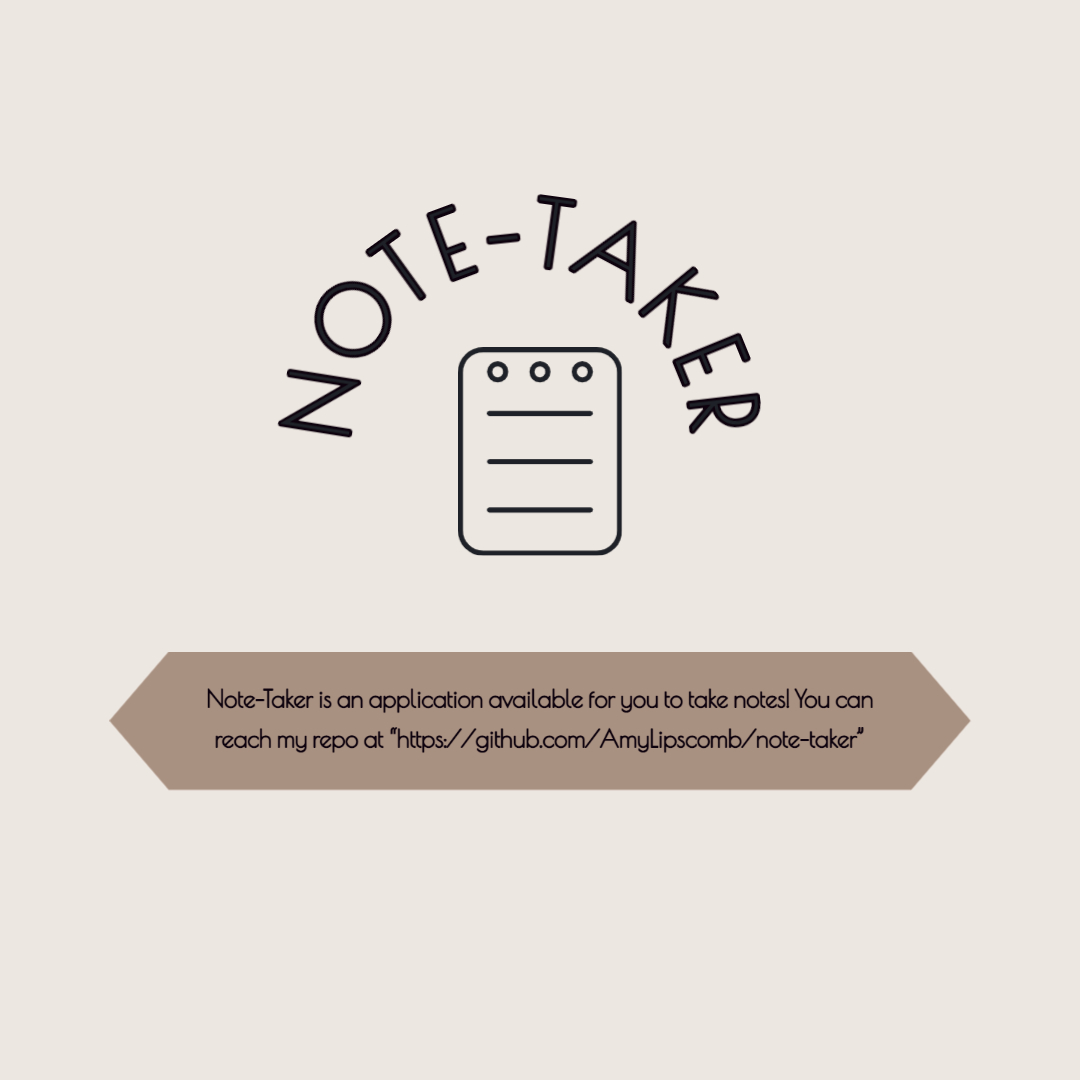 NOTE-TAKER
Note-Taker is an application available for you to take notes! You can
reach my repo at "https://github.com/AmyLipscomb/note-taker"